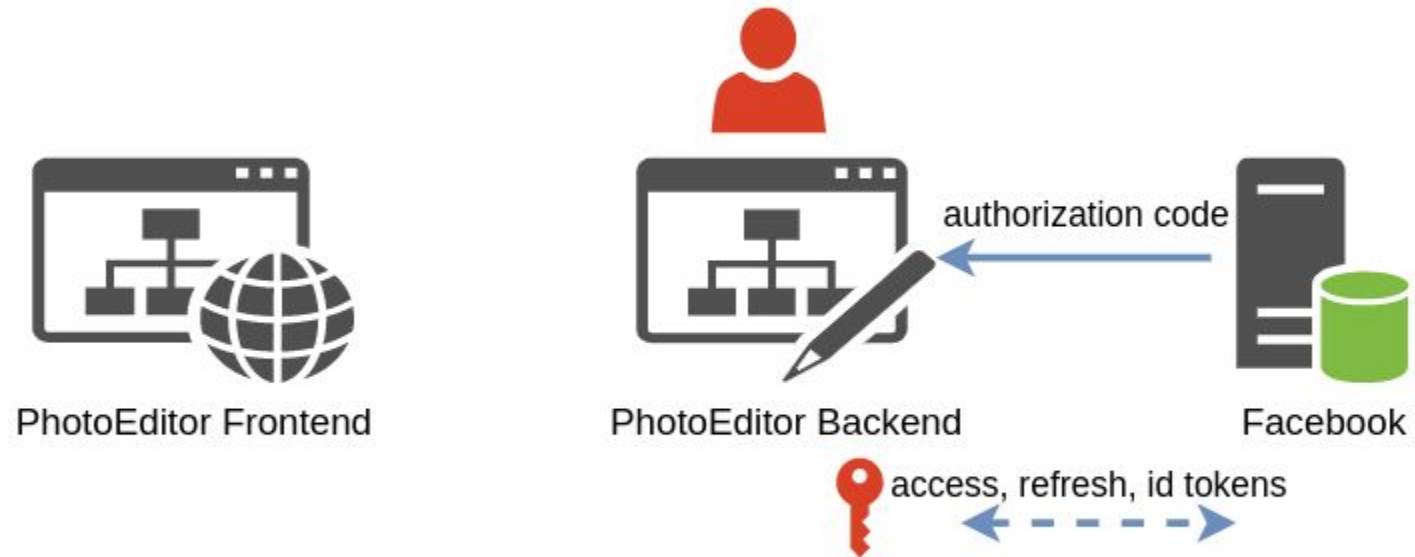 authorization code
PhotoEditor Frontend
PhotoEditor Backend
Facebook
access, refresh, id tokens